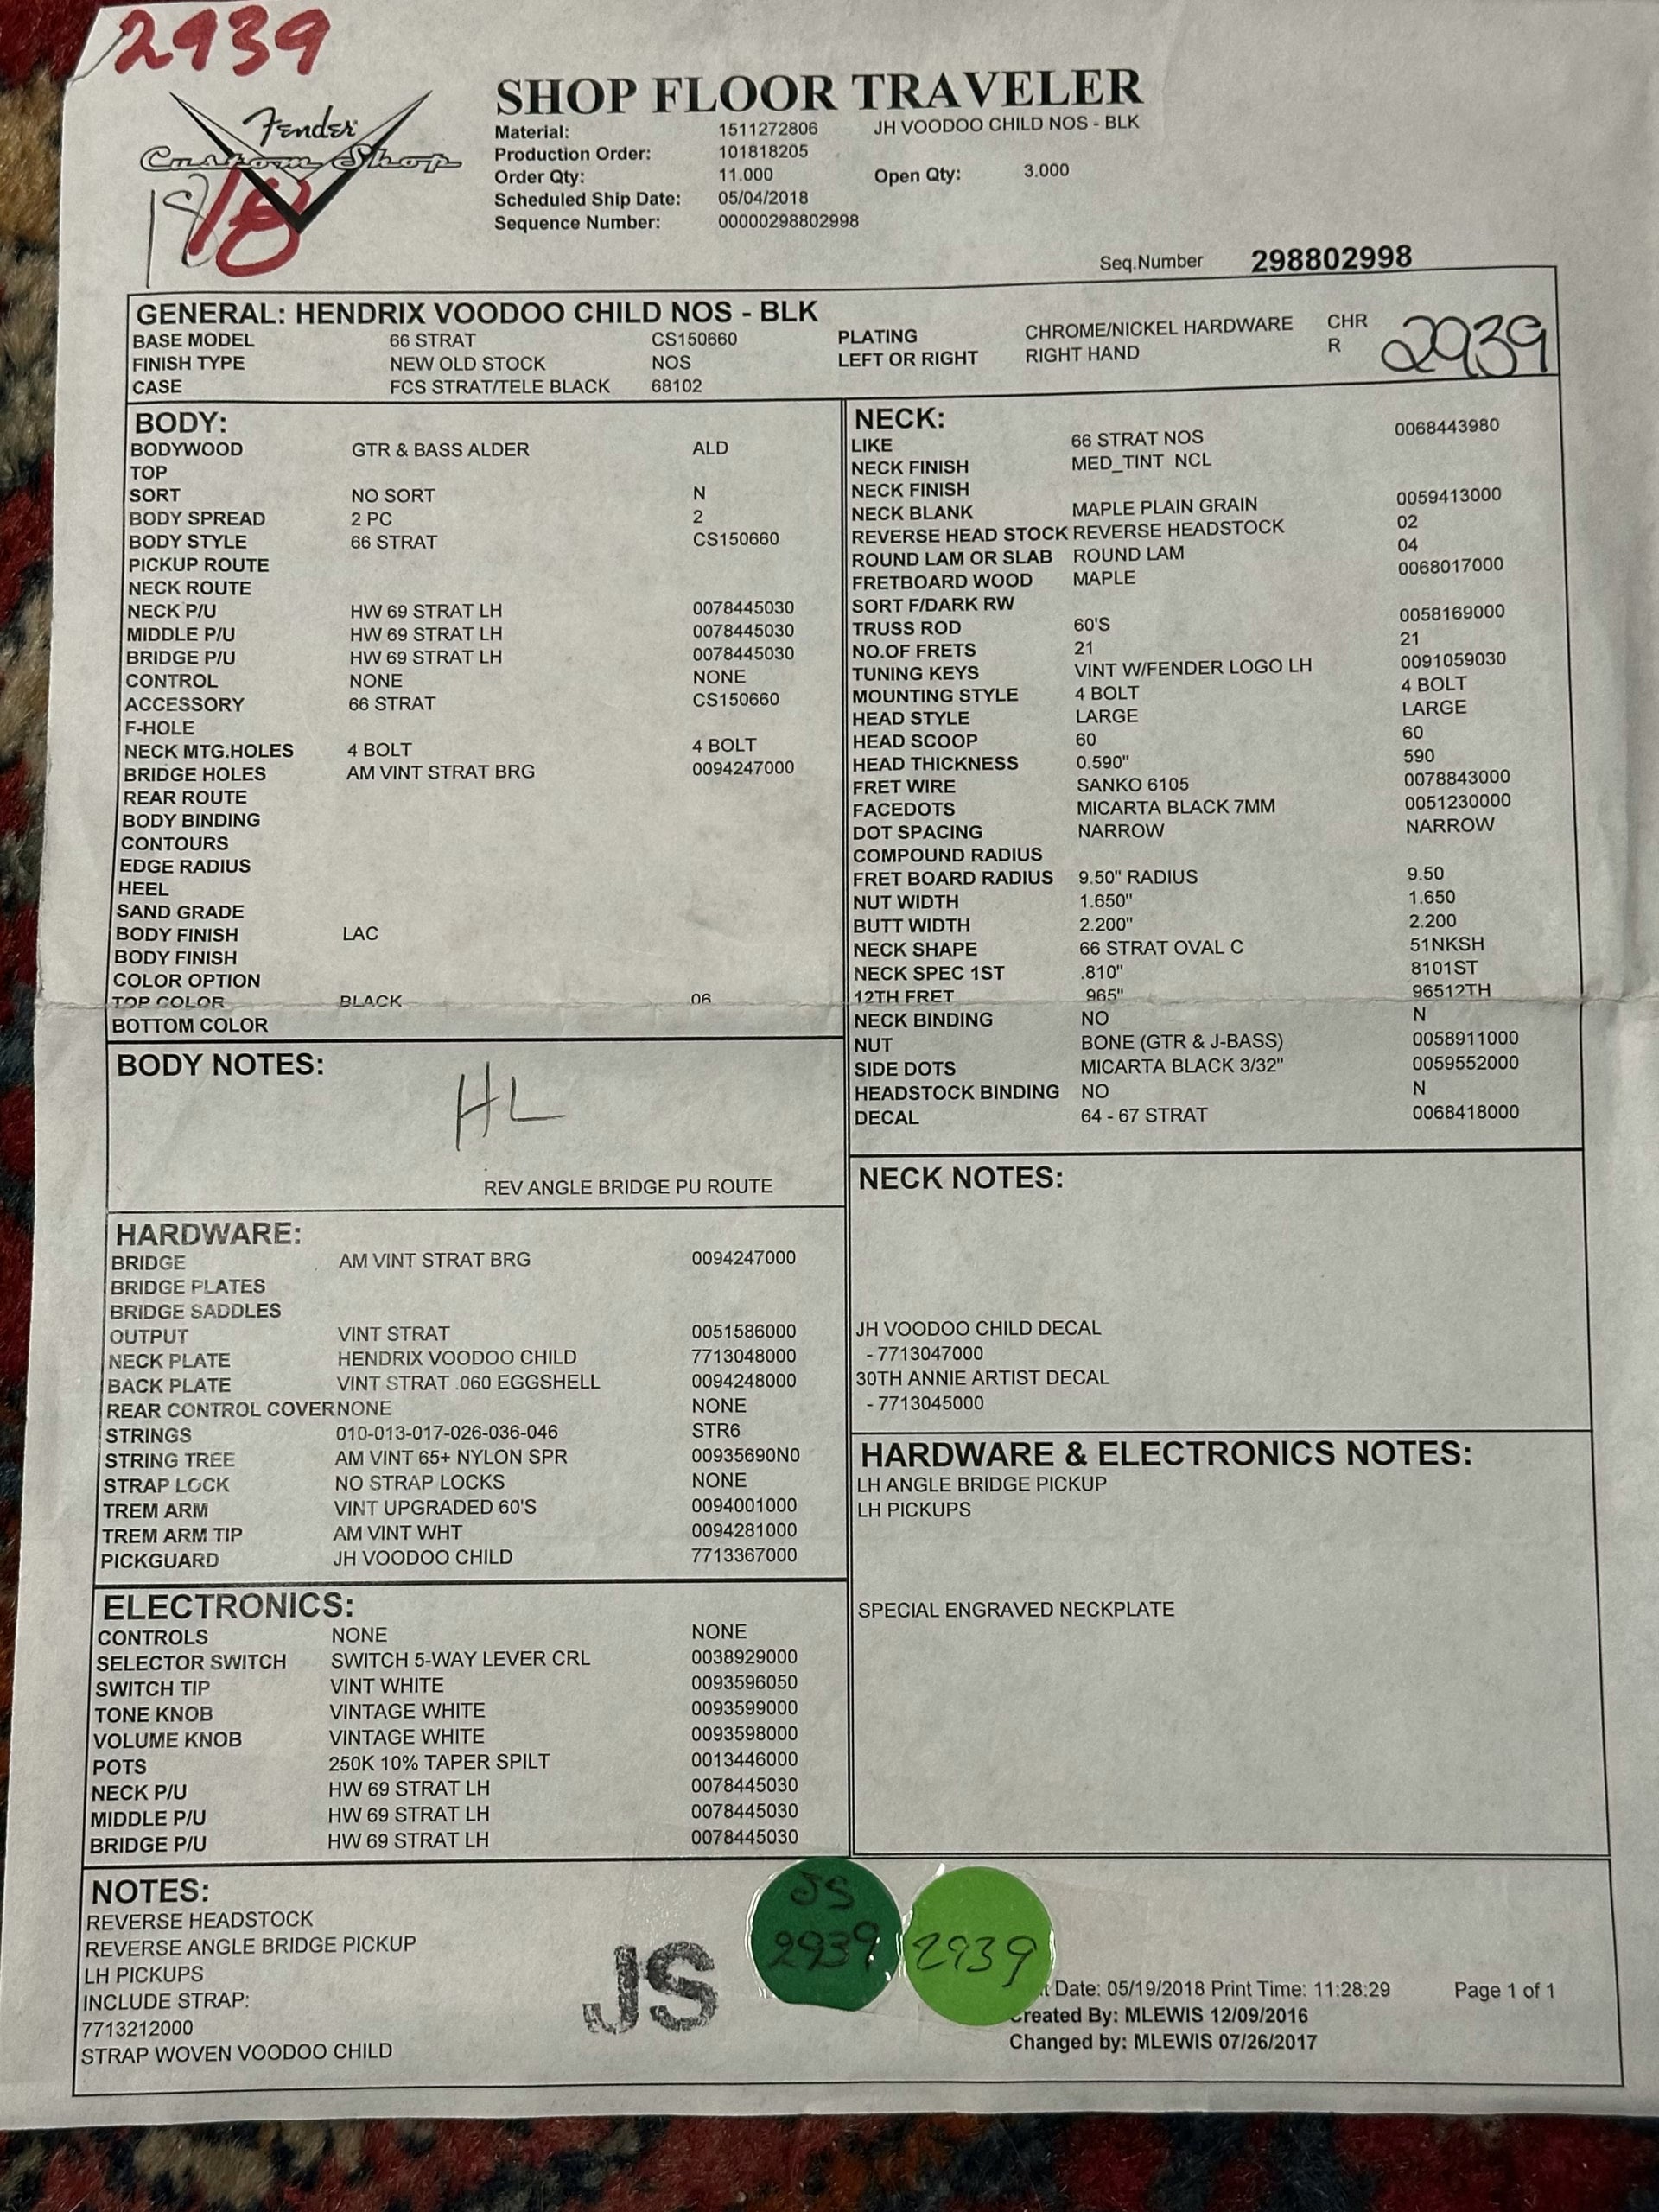 2939
Fender
Custom Shop
18
SHOP FLOOR TRAVELER
Material: 1511272806 JH VOODOO CHILD NOS - BLK
Production Order: 101818205
Order Qty: 11.000 Open Qty: 3.000
Scheduled Ship Date: 05/04/2018
Sequence Number: 00000298802998
Seq.Number 298802998
GENERAL: HENDRIX VOODOO CHILD NOS - BLK
BASE MODEL 66 STRAT CS150660 PLATING CHROME/NICKEL HARDWARE CHR
FINISH TYPE NEW OLD STOCK NOS LEFT OR RIGHT RIGHT HAND R
CASE FCS STRAT/TELE BLACK 68102
2939
BODY:
BODYWOOD GTR & BASS ALDER ALD
TOP
SORT NO SORT N
BODY SPREAD 2 PC 2
BODY STYLE 66 STRAT CS150660
PICKUP ROUTE
NECK ROUTE
NECK P/U HW 69 STRAT LH 0078445030
MIDDLE P/U HW 69 STRAT LH 0078445030
BRIDGE P/U HW 69 STRAT LH 0078445030
CONTROL NONE NONE
ACCESSORY 66 STRAT CS150660
F-HOLE
NECK MTG.HOLES 4 BOLT 4 BOLT
BRIDGE HOLES AM VINT STRAT BRG 0094247000
REAR ROUTE
BODY BINDING
CONTOURS
EDGE RADIUS
HEEL
SAND GRADE
BODY FINISH LAC
BODY FINISH
COLOR OPTION
TOP COLOR BLACK 06
BOTTOM COLOR
BODY NOTES:
HL
REV ANGLE BRIDGE PU ROUTE
HARDWARE:
BRIDGE AM VINT STRAT BRG 0094247000
BRIDGE PLATES
BRIDGE SADDLES
OUTPUT VINT STRAT 0051586000
NECK PLATE HENDRIX VOODOO CHILD 7713048000
BACK PLATE VINT STRAT .060 EGGSHELL 0094248000
REAR CONTROL COVERNONE NONE
STRINGS 010-013-017-026-036-046 STR6
STRING TREE AM VINT 65+ NYLON SPR 00935690N0
STRAP LOCK NO STRAP LOCKS NONE
TREM ARM VINT UPGRADED 60'S 0094001000
TREM ARM TIP AM VINT WHT 0094281000
PICKGUARD JH VOODOO CHILD 7713367000
ELECTRONICS:
CONTROLS NONE NONE
SELECTOR SWITCH SWITCH 5-WAY LEVER CRL 0038929000
SWITCH TIP VINT WHITE 0093596050
TONE KNOB VINTAGE WHITE 0093599000
VOLUME KNOB VINTAGE WHITE 0093598000
POTS 250K 10% TAPER SPILT 0013446000
NECK P/U HW 69 STRAT LH 0078445030
MIDDLE P/U HW 69 STRAT LH 0078445030
BRIDGE P/U HW 69 STRAT LH 0078445030
NECK:
LIKE 66 STRAT NOS 0068443980
NECK FINISH MED_TINT NCL
NECK FINISH
NECK BLANK MAPLE PLAIN GRAIN 0059413000
REVERSE HEAD STOCK REVERSE HEADSTOCK 02
ROUND LAM OR SLAB ROUND LAM 04
FRETBOARD WOOD MAPLE 0068017000
SORT F/DARK RW
TRUSS ROD 60'S 0058169000
NO.OF FRETS 21 21
TUNING KEYS VINT W/FENDER LOGO LH 0091059030
MOUNTING STYLE 4 BOLT 4 BOLT
HEAD STYLE LARGE LARGE
HEAD SCOOP 60 60
HEAD THICKNESS 0.590" 590
FRET WIRE SANKO 6105 0078843000
FACEDOTS MICARTA BLACK 7MM 0051230000
DOT SPACING NARROW NARROW
COMPOUND RADIUS
FRET BOARD RADIUS 9.50" RADIUS 9.50
NUT WIDTH 1.650" 1.650
BUTT WIDTH 2.200" 2.200
NECK SHAPE 66 STRAT OVAL C 51NKSH
NECK SPEC 1ST .810" 8101ST
12TH FRET .965" 96512TH
NECK BINDING NO N
NUT BONE (GTR & J-BASS) 0058911000
SIDE DOTS MICARTA BLACK 3/32" 0059552000
HEADSTOCK BINDING NO N
DECAL 64 - 67 STRAT 0068418000
NECK NOTES:
JH VOODOO CHILD DECAL
- 7713047000
30TH ANNIE ARTIST DECAL
- 7713045000
HARDWARE & ELECTRONICS NOTES:
LH ANGLE BRIDGE PICKUP
LH PICKUPS
SPECIAL ENGRAVED NECKPLATE
NOTES:
REVERSE HEADSTOCK
REVERSE ANGLE BRIDGE PICKUP
LH PICKUPS
INCLUDE STRAP:
7713212000
STRAP WOVEN VOODOO CHILD
JS
JS
2939
2939
Date: 05/19/2018 Print Time: 11:28:29 Page 1 of 1
Created By: MLEWIS 12/09/2016
Changed by: MLEWIS 07/26/2017